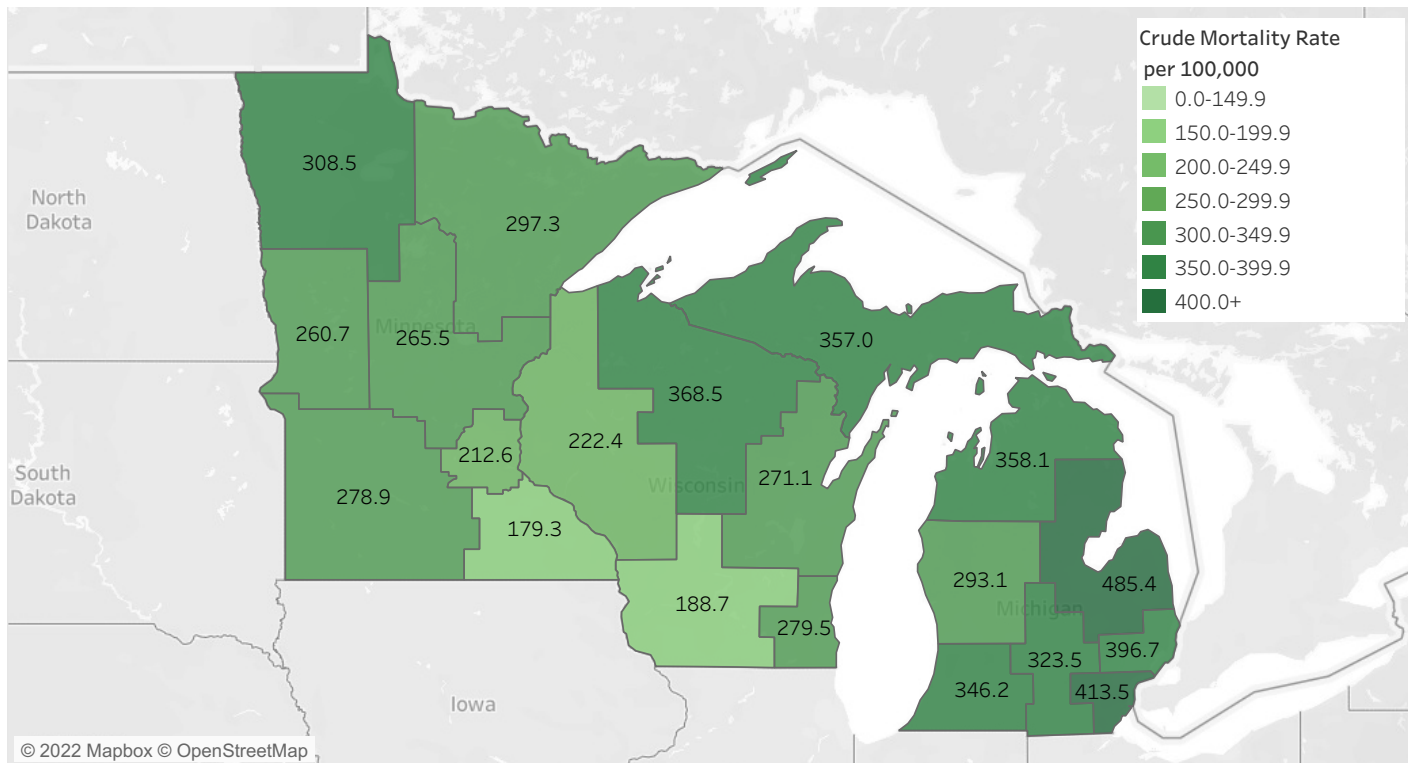 Crude Mortality Rate
per 100,000
0.0-149.9
150.0-199.9
200.0-249.9
250.0-299.9
300.0-349.9
350.0-399.9
400.0+
308.5
North
Dakota
297.3
260.7
Minnesota
265.5
357.0
368.5
222.4
212.6
358.1
South
Dakota
278.9
Wisconsin
271.1
179.3
293.1
485.4
188.7
Michigan
279.5
323.5
396.7
346.2
413.5
Iowa
© 2022 Mapbox © OpenStreetMap